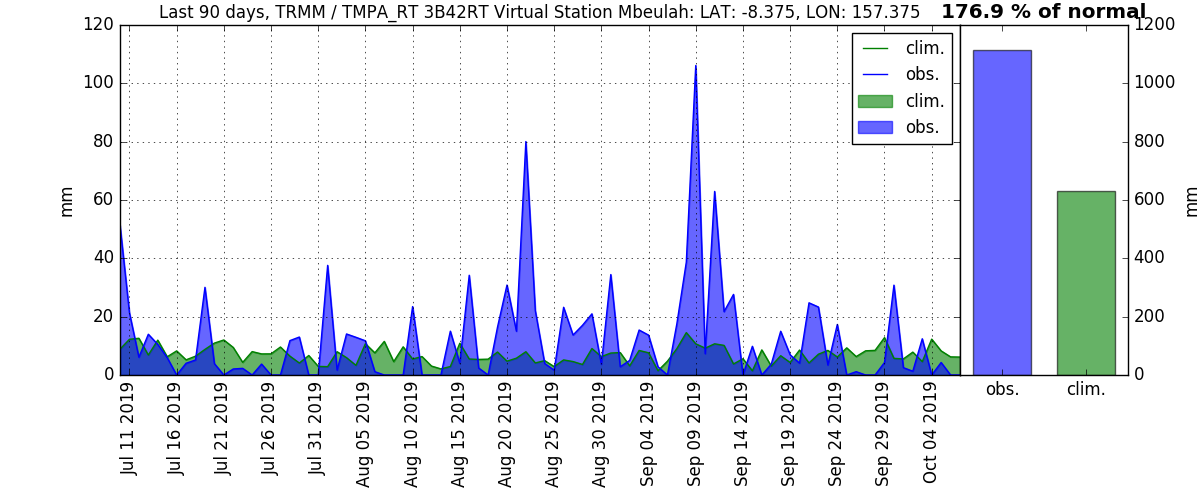 Last 90 days, TRMM / TMPA_RT 3B42RT Virtual Station Mbeulah: LAT: -8.375, LON: 157.375
176.9 % of normal
120
100
80
60
40
20
0
mm
clim.
obs.
clim.
obs.
Jul 11 2019
Jul 16 2019
Jul 21 2019
Jul 26 2019
Jul 31 2019
Aug 05 2019
Aug 10 2019
Aug 15 2019
Aug 20 2019
Aug 25 2019
Aug 30 2019
Sep 04 2019
Sep 09 2019
Sep 14 2019
Sep 19 2019
Sep 24 2019
Sep 29 2019
Oct 04 2019
1200
1000
800
600
400
200
0
mm
obs.
clim.